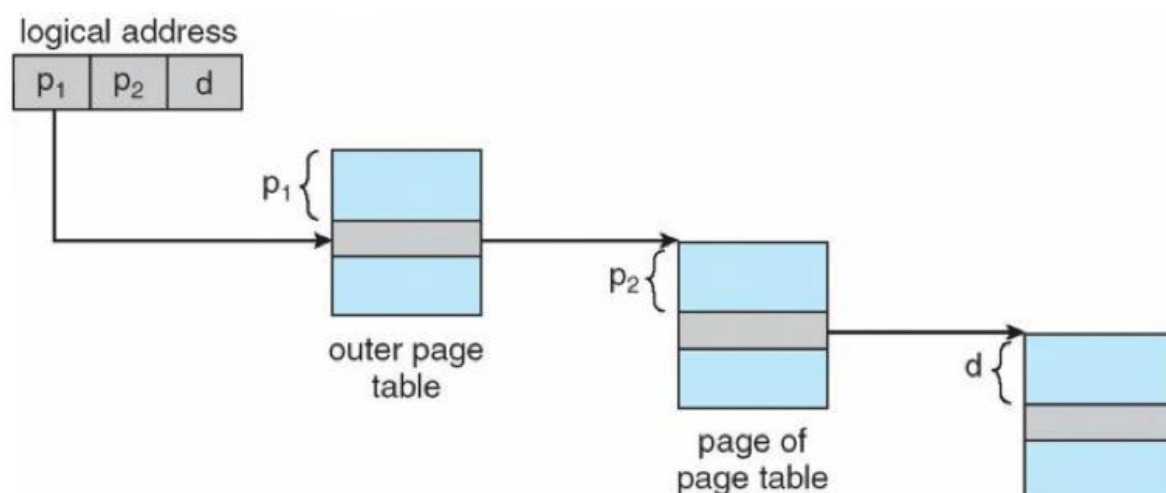 logical address
p₁ p₂ d
p₁
outer page
table
p₂
page of
page table
d